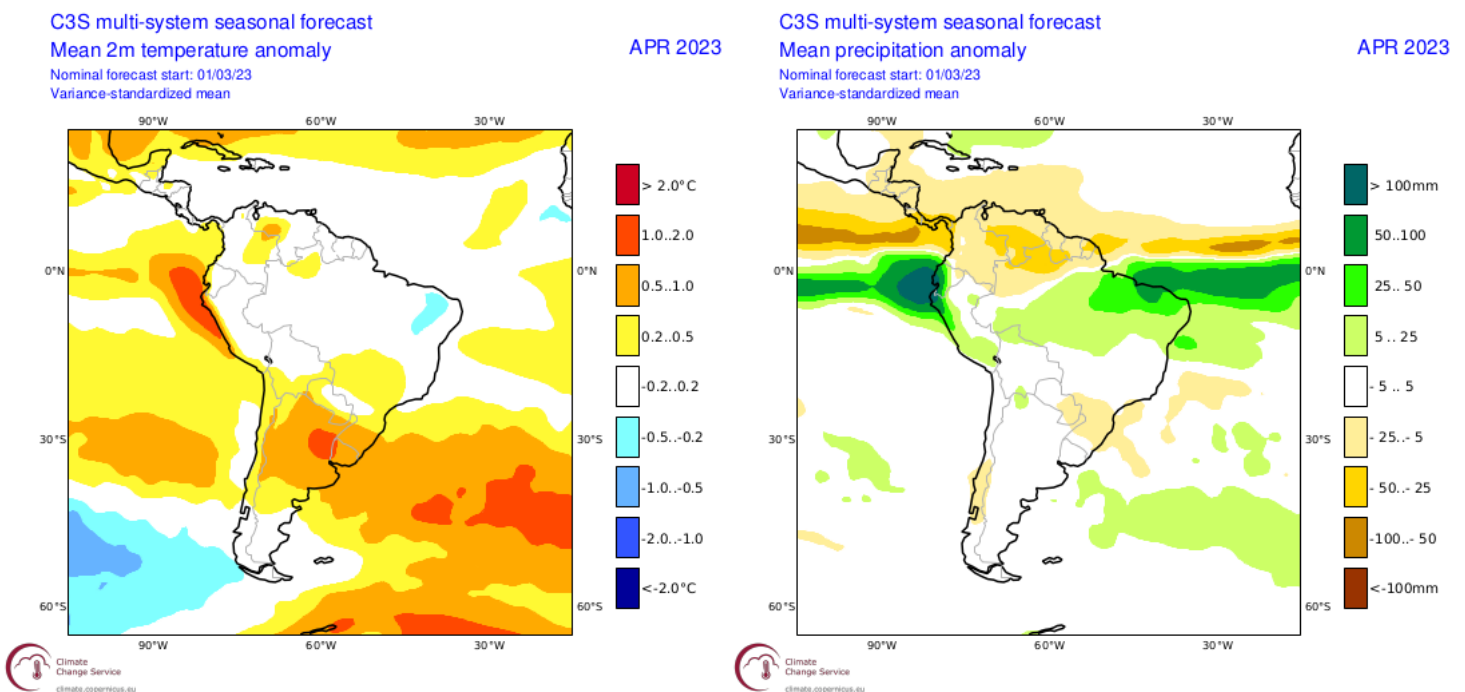 C3S multi-system seasonal forecast
Mean 2m temperature anomaly
APR 2023
Nominal forecast start: 01/03/23
Variance-standardized mean
90°W
60°W
30°W
0°N
30°S
60°S
0°N
30°S
60°S
90°W
60°W
30°W
> 2.0°C
1.0..2.0
0.5..1.0
0.2..0.5
-0.2..0.2
-0.5..-0.2
-1.0..-0.5
-2.0..-1.0
<-2.0°C
Climate
Change Service
climate.copernicus.eu
C3S multi-system seasonal forecast
Mean precipitation anomaly
APR 2023
Nominal forecast start: 01/03/23
Variance-standardized mean
90°W
60°W
30°W
0°N
30°S
60°S
90°W
60°W
30°W
> 100mm
50..100
25.. 50
5 .. 25
- 5 .. 5
- 25..- 5
- 50..- 25
-100..- 50
<-100mm
Climate
Change Service
climate.copernicus.eu